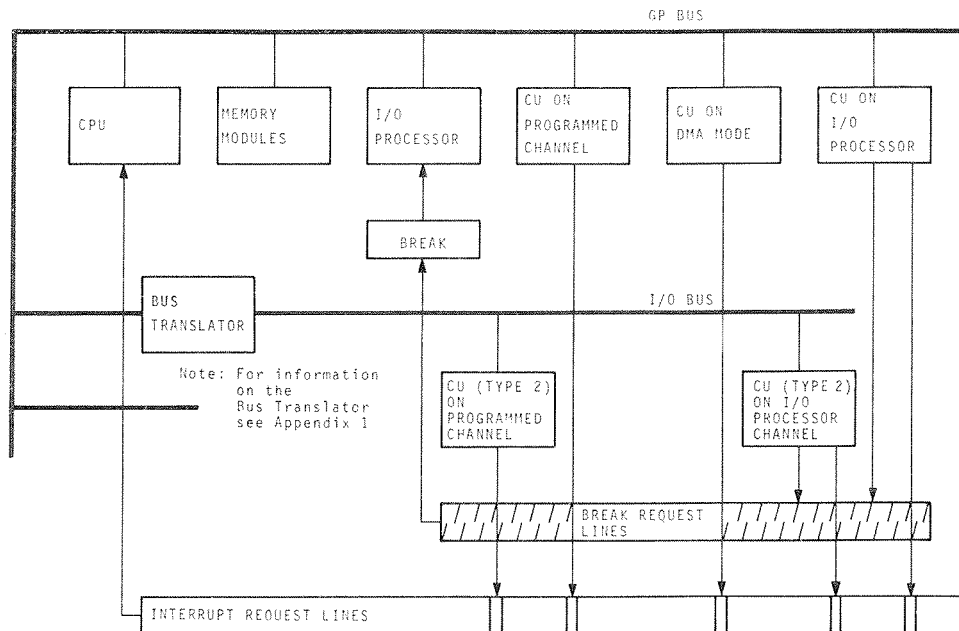 GP BUS
CPU
MEMORY
MODULES
I/O
PROCESSOR
CU ON
PROGRAMMED
CHANNEL
CU ON
DMA MODE
CU ON
I/O
PROCESSOR
BREAK
BUS
TRANSLATOR
I/O BUS
Note: For information
on the
Bus Translator
see Appendix 1
CU (TYPE 2)
ON
PROGRAMMED
CHANNEL
CU (TYPE 2)
ON I/O
PROCESSOR
CHANNEL
BREAK REQUEST
LINES
INTERRUPT REQUEST LINES